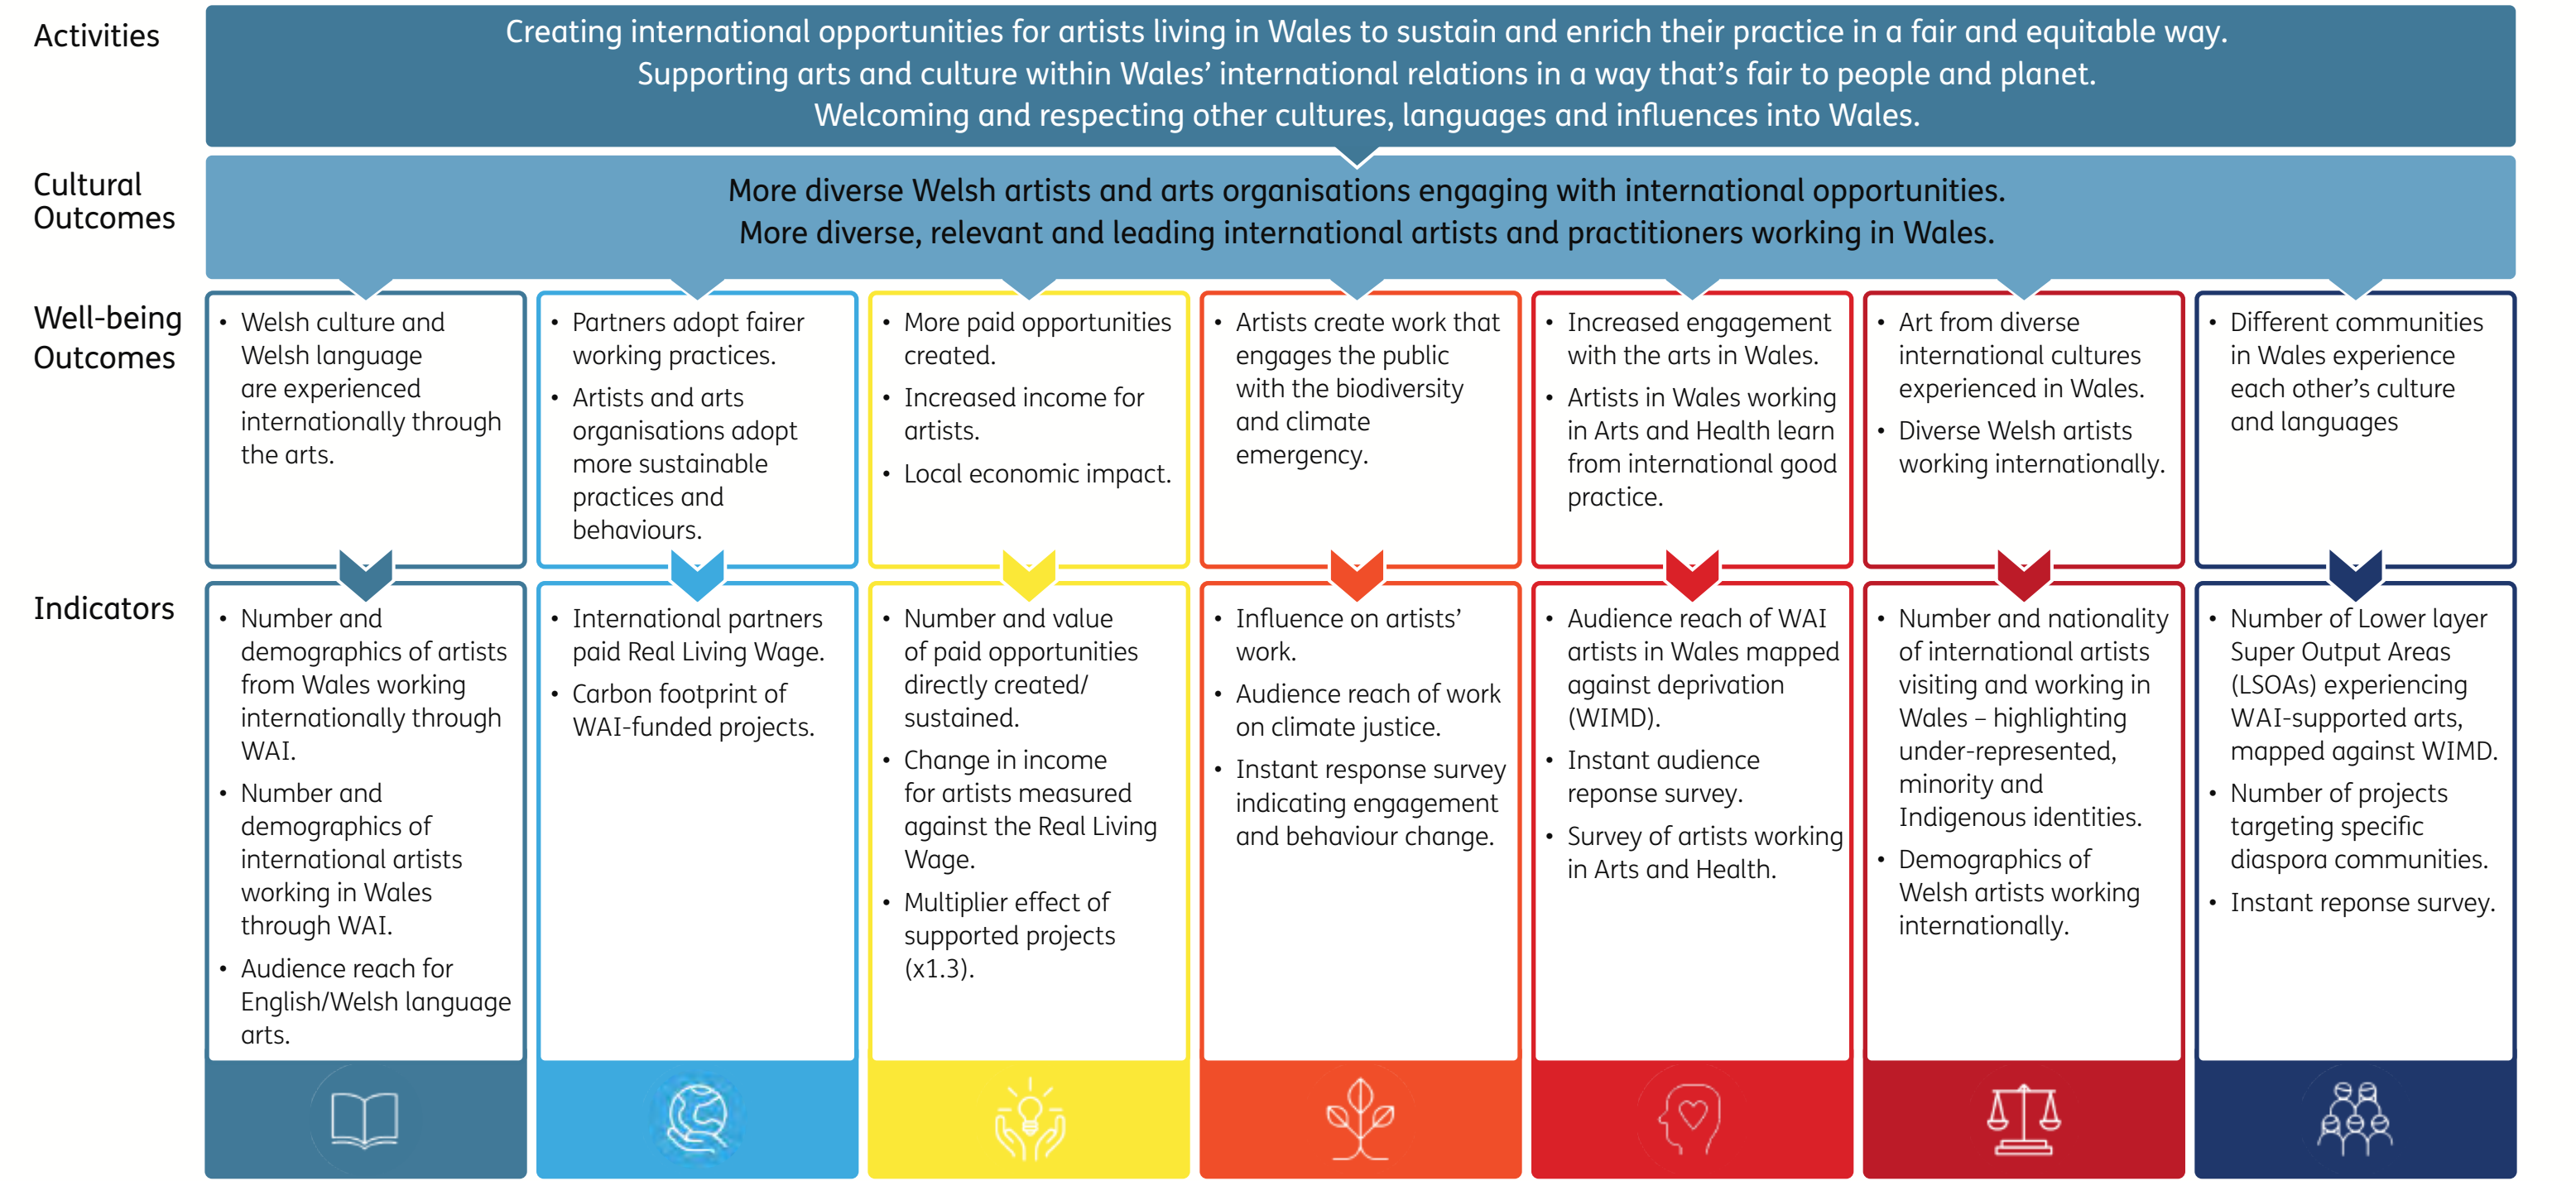 Activities
Creating international opportunities for artists living in Wales to sustain and enrich their practice in a fair and equitable way.
Supporting arts and culture within Wales’ international relations in a way that’s fair to people and planet.
Welcoming and respecting other cultures, languages and influences into Wales.
Cultural
Outcomes
More diverse Welsh artists and arts organisations engaging with international opportunities.
More diverse, relevant and leading international artists and practitioners working in Wales.
Well-being
Outcomes
• Welsh culture and
Welsh language
are experienced
internationally through
the arts.
• Partners adopt fairer
working practices.
• Artists and arts
organisations adopt
more sustainable
practices and
behaviours.
• More paid opportunities
created.
• Increased income for
artists.
• Local economic impact.
• Artists create work that
engages the public
with the biodiversity
and climate
emergency.
• Increased engagement
with the arts in Wales.
• Artists in Wales working
in Arts and Health learn
from international good
practice.
• Art from diverse
international cultures
experienced in Wales.
• Diverse Welsh artists
working internationally.
• Different communities
in Wales experience
each other’s culture
and languages
Indicators
• Number and
demographics of artists
from Wales working
internationally through
WAI.
• Number and
demographics of
international artists
working in Wales
through WAI.
• Audience reach for
English/Welsh language
arts.
• International partners
paid Real Living Wage.
• Carbon footprint of
WAI-funded projects.
• Number and value
of paid opportunities
directly created/
sustained.
• Change in income
for artists measured
against the Real Living
Wage.
• Multiplier effect of
supported projects
(x1.3).
• Influence on artists’
work.
• Audience reach of work
on climate justice.
• Instant response survey
indicating engagement
and behaviour change.
• Audience reach of WAI
artists in Wales mapped
against deprivation
(WIMD).
• Instant audience
reponse survey.
• Survey of artists working
in Arts and Health.
• Number and nationality
of international artists
visiting and working in
Wales – highlighting
under-represented,
minority and
Indigenous identities.
• Demographics of
Welsh artists working
internationally.
• Number of Lower layer
Super Output Areas
(LSOAs) experiencing
WAI-supported arts,
mapped against WIMD.
• Number of projects
targeting specific
diaspora communities.
• Instant reponse survey.